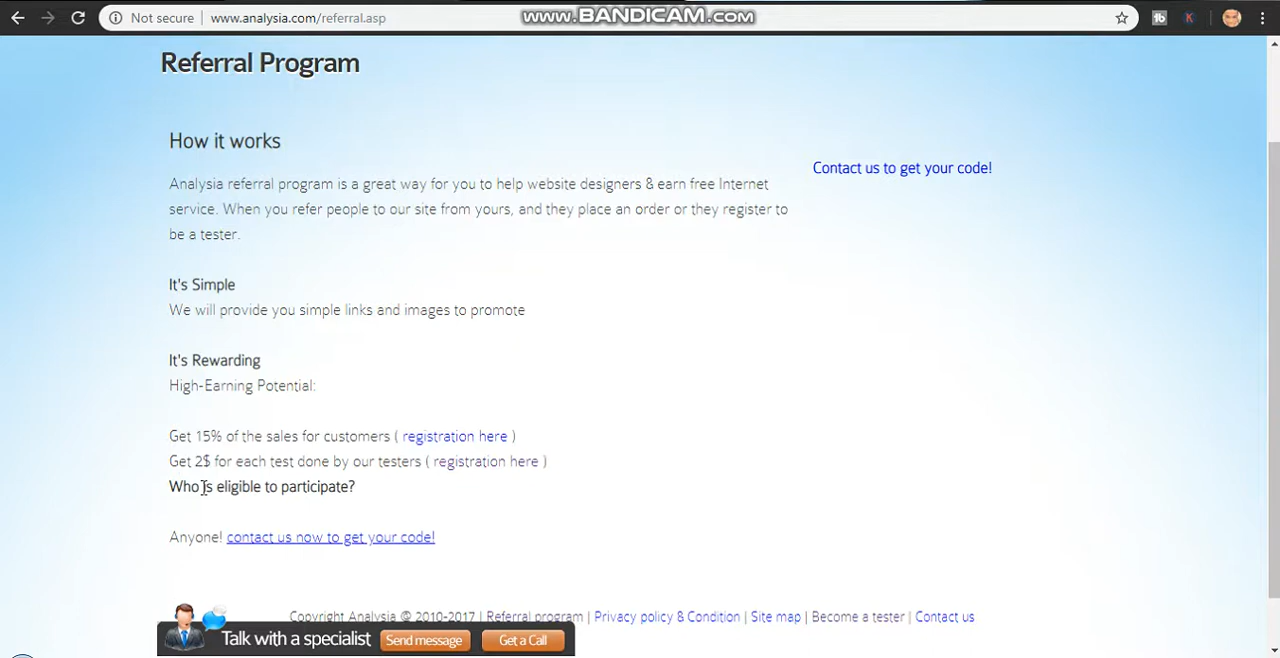 Not secure | www.analysia.com/referral.asp
www.BANDICAM.com
Referral Program
How it works
Contact us to get your code!
Analysia referral program is a great way for you to help website designers & earn free Internet
service. When you refer people to our site from yours, and they place an order or they register to
be a tester.
It's Simple
We will provide you simple links and images to promote
It's Rewarding
High-Earning Potential:
Get 15% of the sales for customers ( registration here )
Get 2$ for each test done by our testers ( registration here )
Who is eligible to participate?
Anyone! contact us now to get your code!
Copyright Analysia @ 2010-2017 | Referral program | Privacy policy & Condition | Site map | Become a tester | Contact us
Talk with a specialist Send message Get a Call